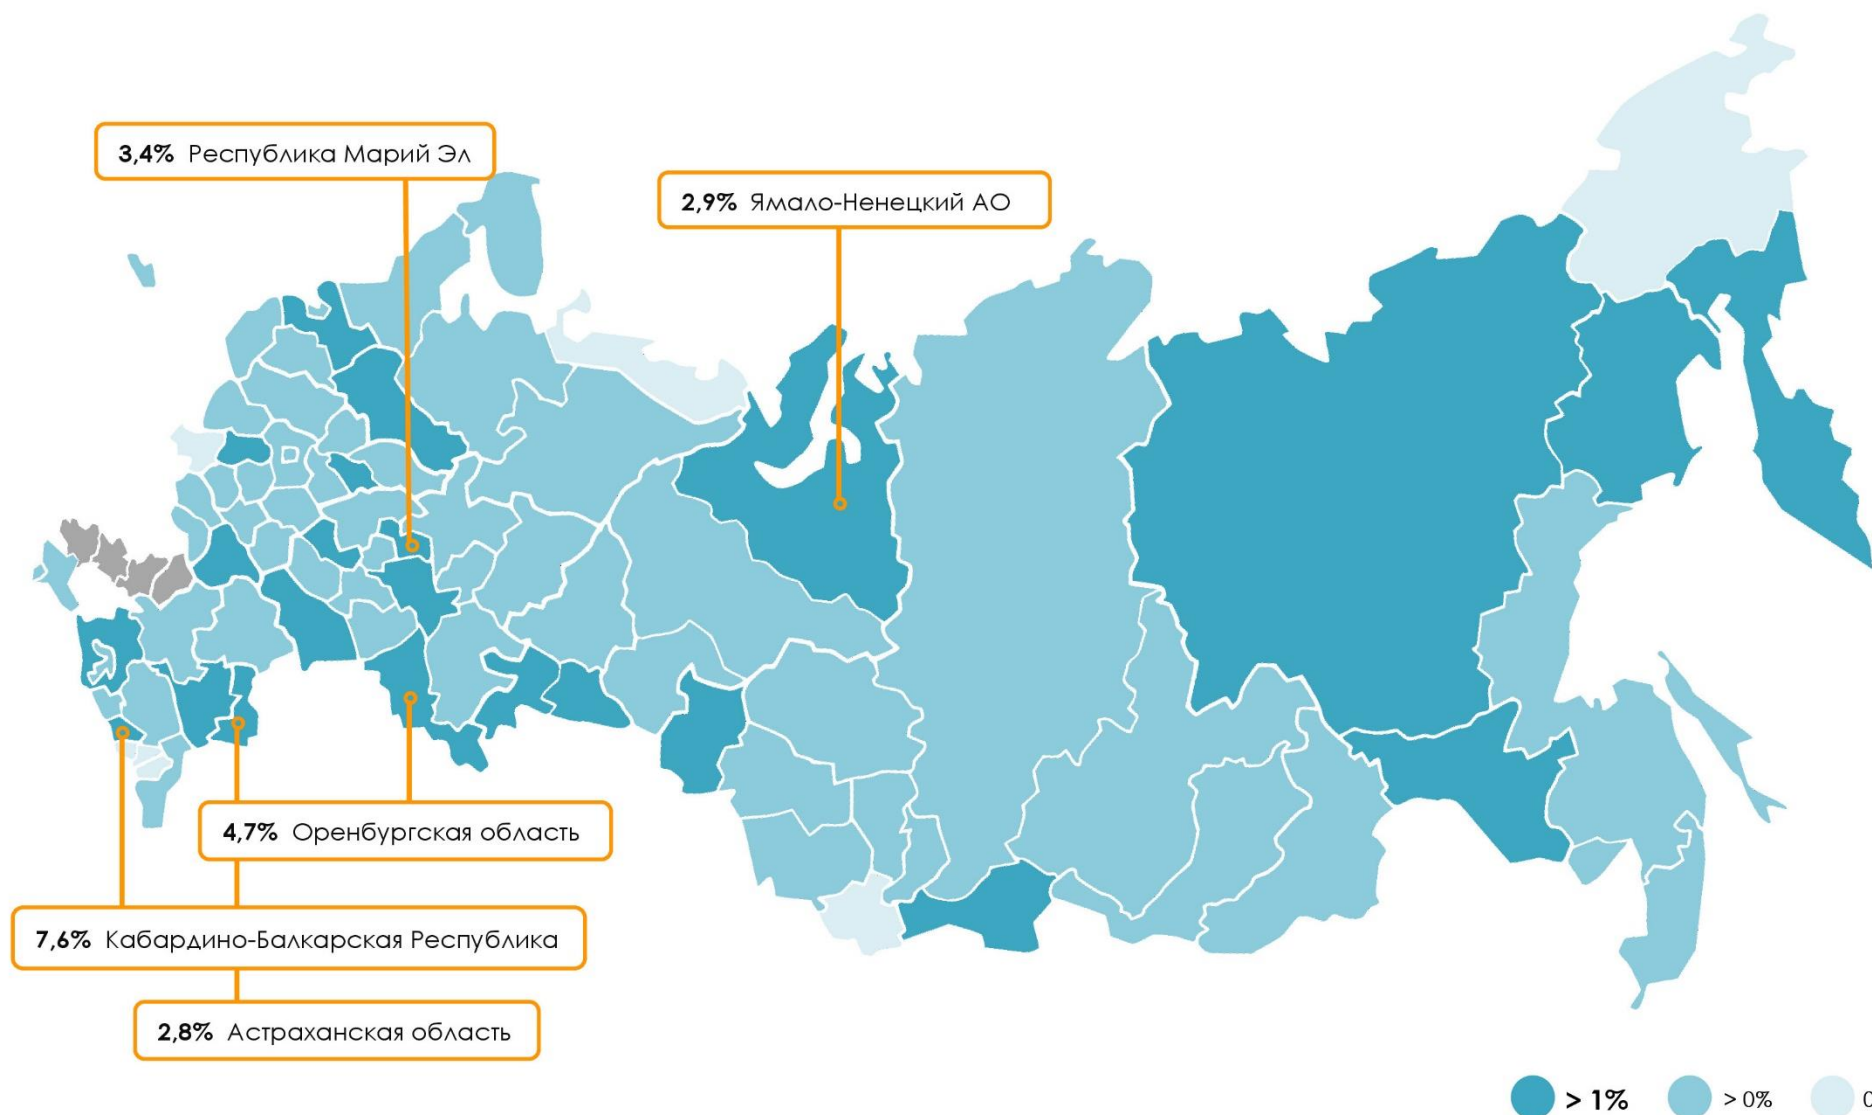 3,4% Республика Марий Эл
2,9% Ямало-Ненецкий АО
4,7% Оренбургская область
7,6% Кабардино-Балкарская Республика
2,8% Астраханская область
> 1%
> 0%